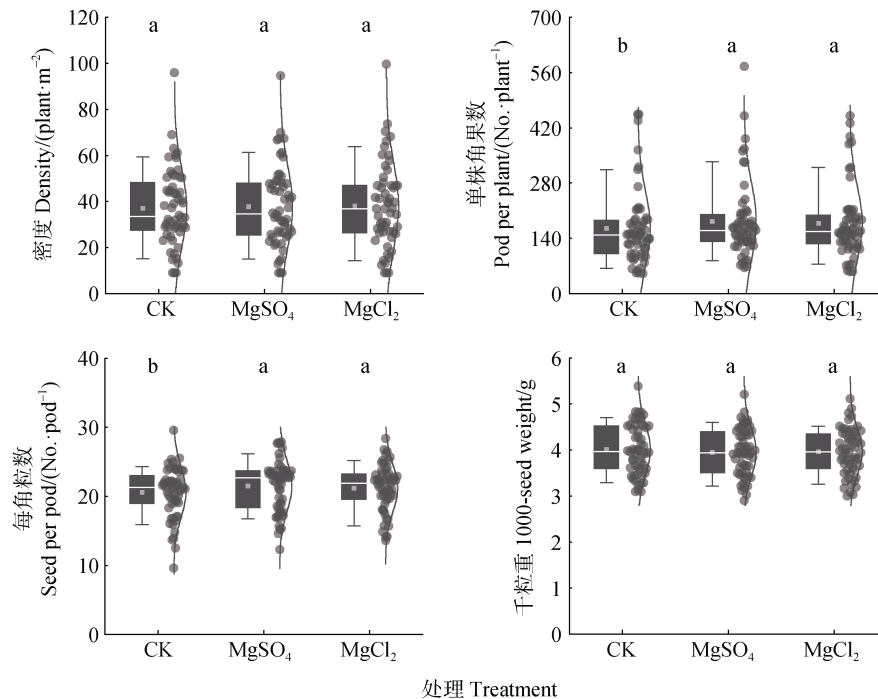 密度 Density/(plant·m⁻²)
120
100
80
60
40
20
0
a
a
a
CK
MgSO₄
MgCl₂
单株角果数
Pod per plant/(No.·plant⁻¹)
700
560
420
280
140
0
b
a
a
CK
MgSO₄
MgCl₂
每角粒数
Seed per pod/(No.·pod⁻¹)
40
30
20
10
0
b
a
a
CK
MgSO₄
MgCl₂
千粒重 1000-seed weight/g
6
5
4
3
2
1
0
a
a
a
CK
MgSO₄
MgCl₂
处理 Treatment